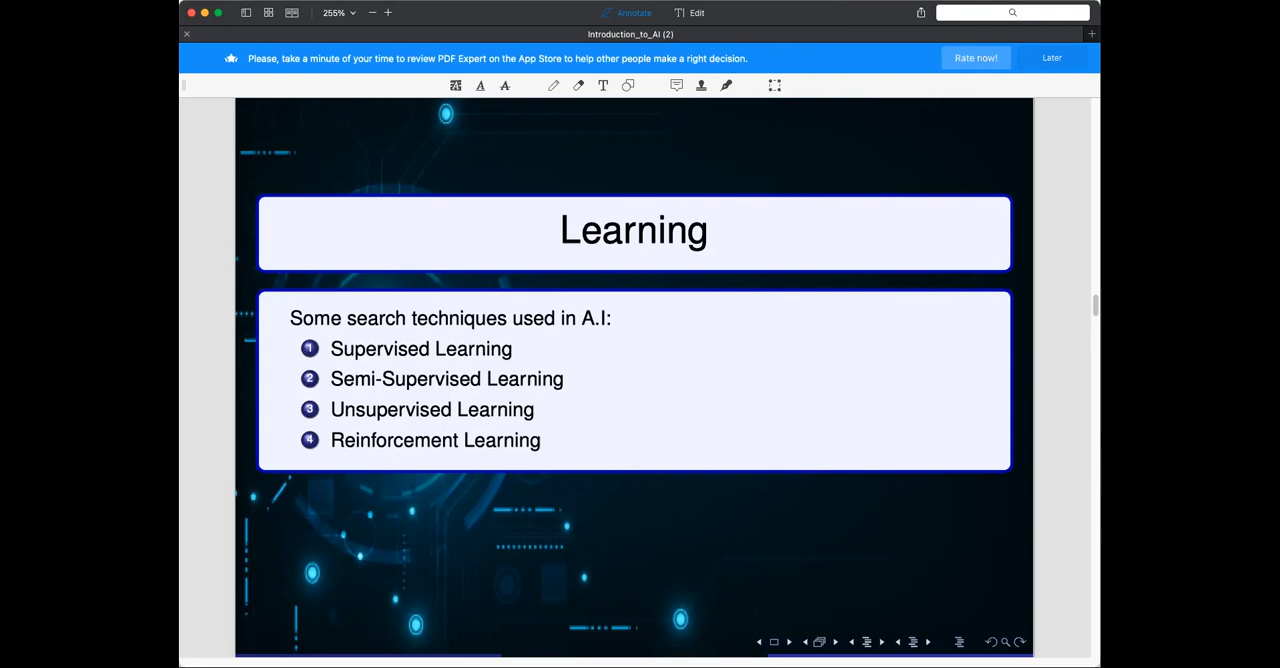 255%
Annotate
Edit
Introduction_to_AI (2)
Please, take a minute of your time to review PDF Expert on the App Store to help other people make a right decision.
Rate now!
Later
A
A
T
Learning
Some search techniques used in A.I:
1 Supervised Learning
2 Semi-Supervised Learning
3 Unsupervised Learning
4 Reinforcement Learning